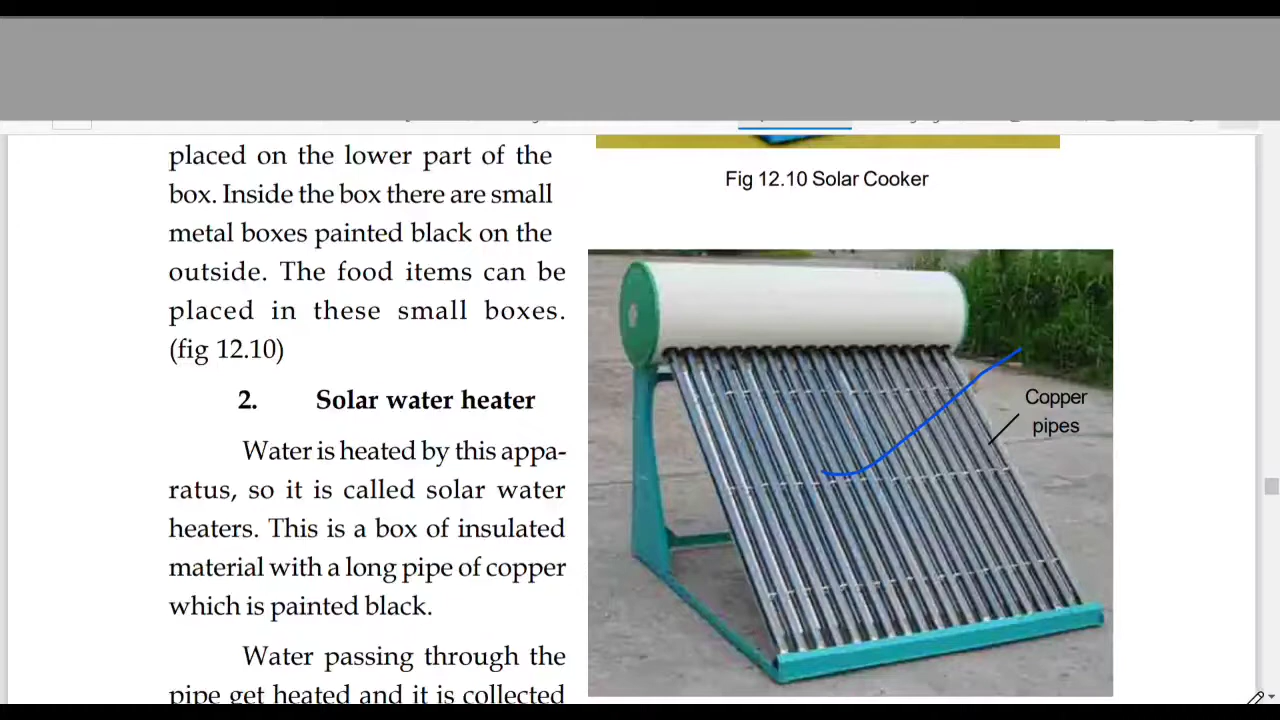 placed on the lower part of the
box. Inside the box there are small
metal boxes painted black on the
outside. The food items can be
placed in these small boxes.
(fig 12.10)
2. Solar water heater
Water is heated by this appa-
ratus, so it is called solar water
heaters. This is a box of insulated
material with a long pipe of copper
which is painted black.
Water passing through the
pipe get heated and it is collected
Fig 12.10 Solar Cooker
Copper
pipes